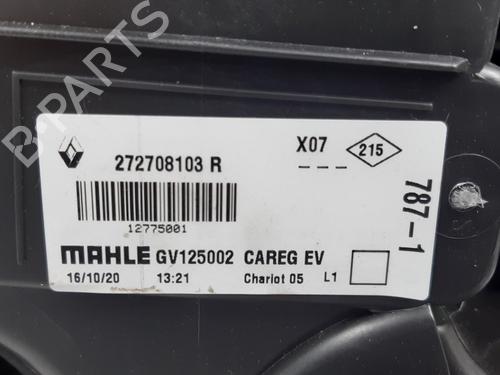 B-PARTS
272708103 R
X07
215
12775001
787-1
MAHLE GV125002 CAREG EV
16/10/20 13:21 Chariot 05 L1